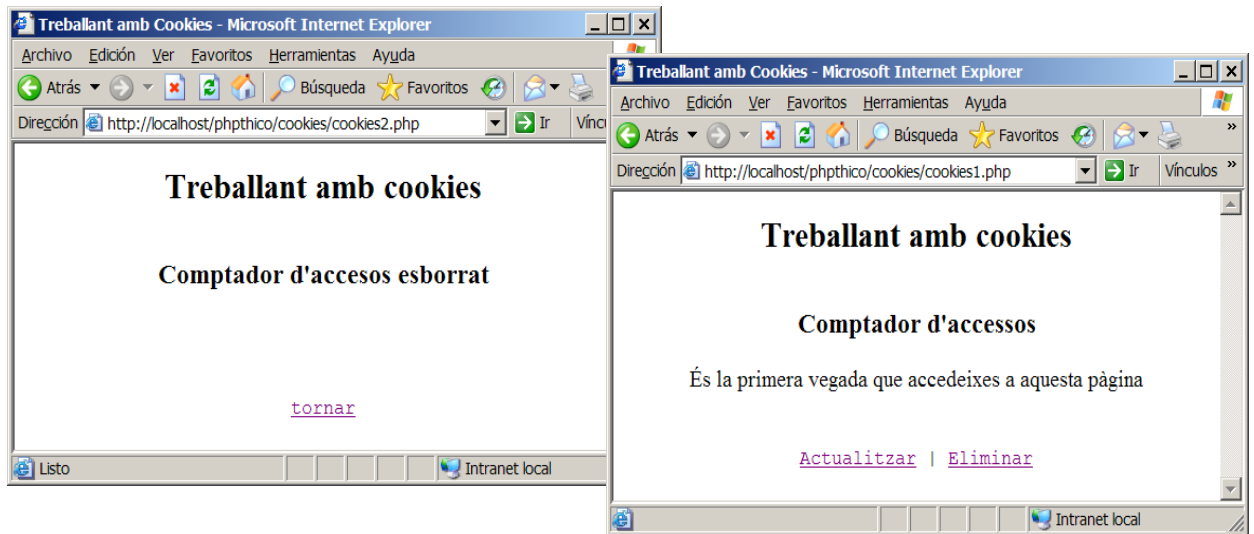 Treballant amb Cookies - Microsoft Internet Explorer
Archivo Edición Ver Favoritos Herramientas Ayuda
Atrás Búsqueda Favoritos
Dirección http://localhost/phpthico/cookies/cookies2.php Ir Víncu
Treballant amb cookies
Comptador d'accesos esborrat
tornar
Listo Intranet local
Treballant amb Cookies - Microsoft Internet Explorer
Archivo Edición Ver Favoritos Herramientas Ayuda
Atrás Búsqueda Favoritos »
Dirección http://localhost/phpthico/cookies/cookies1.php Ir Vínculos »
Treballant amb cookies
Comptador d'accessos
És la primera vegada que accedeixes a aquesta pàgina
Actualitzar | Eliminar
Intranet local